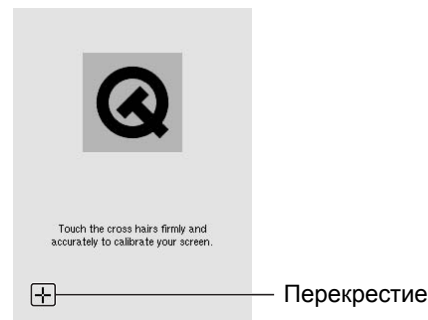 Touch the cross hairs firmly and
accurately to calibrate your screen.
Перекрестие